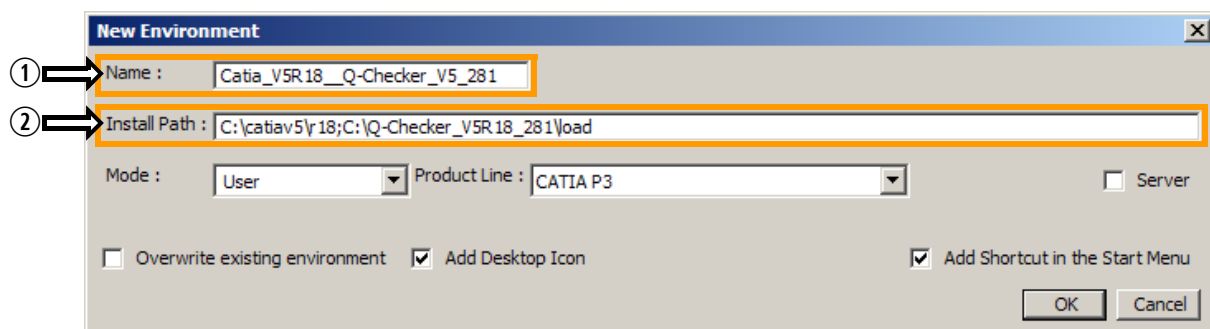 New Environment
① Name : Catia_V5R18__Q-Checker_V5_281
② Install Path : C:\catiav5\r18;C:\Q-Checker_V5R18_281\load
Mode : User Product Line : CATIA P3 Server
Overwrite existing environment Add Desktop Icon Add Shortcut in the Start Menu
OK Cancel